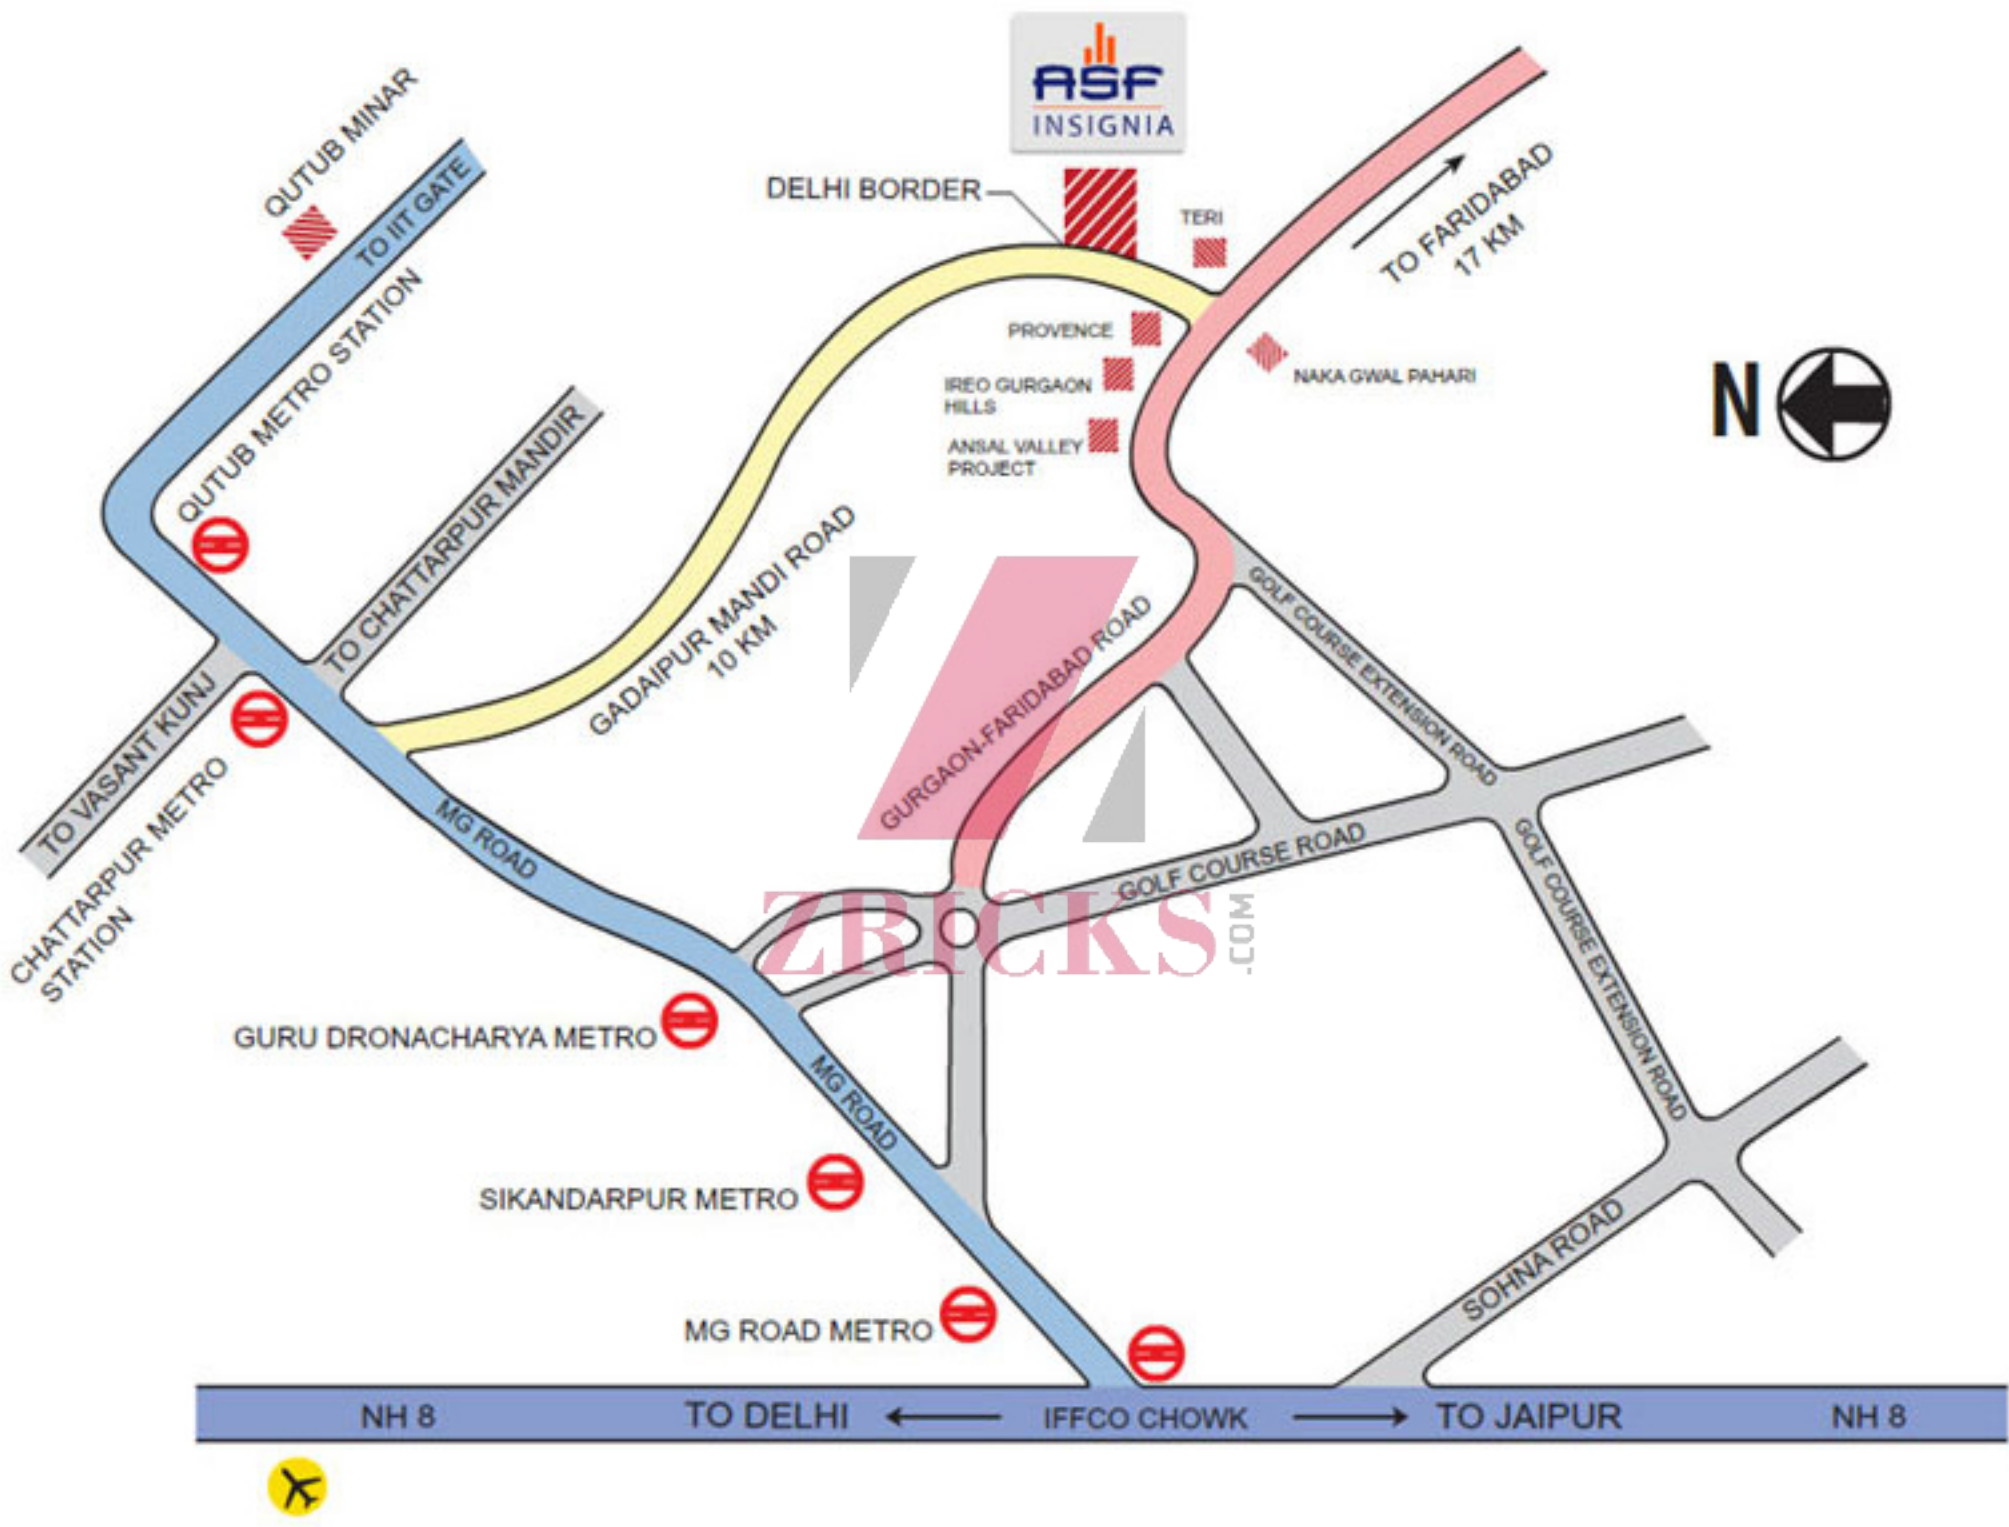 ASF
INSIGNIA
QUTUB MINAR
TO IIT GATE
DELHI BORDER
TERI
TO FARIDABAD
17 KM
QUTUB METRO STATION
PROVENCE
NAKA GWAL PAHARI
IREO GURGAON
HILLS
ANSAL VALLEY
PROJECT
N
TO CHATTARPUR MANDIR
GADAIPUR MANDI ROAD
10 KM
GOLF COURSE EXTENSION ROAD
GURGAON-FARIDABAD ROAD
TO VASANT KUNJ
CHATTARPUR METRO
STATION
MG ROAD
GOLF COURSE ROAD
GOLF COURSE EXTENSION ROAD
ZRICKS
.COM
GURU DRONACHARYA METRO
MG ROAD
SIKANDARPUR METRO
SOHNA ROAD
MG ROAD METRO
NH 8
TO DELHI
IFFCO CHOWK
TO JAIPUR
NH 8